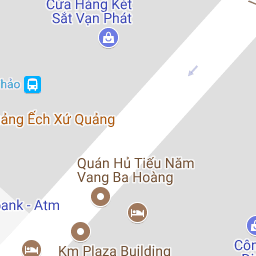 Cửa Hàng Két
Sắt Vạn Phát
hảo
ảng Ếch Xứ Quảng
Quán Hủ Tiếu Năm
Vang Ba Hoàng
bank - Atm
Côn
Km Plaza Building